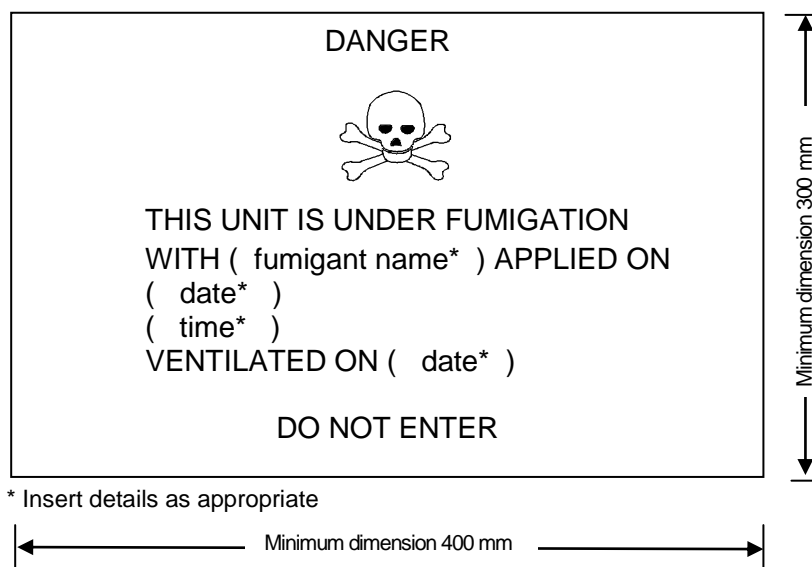 DANGER
THIS UNIT IS UNDER FUMIGATION
WITH ( fumigant name* ) APPLIED ON
( date* )
( time* )
VENTILATED ON ( date* )
DO NOT ENTER
Minimum dimension 300 mm
* Insert details as appropriate
Minimum dimension 400 mm